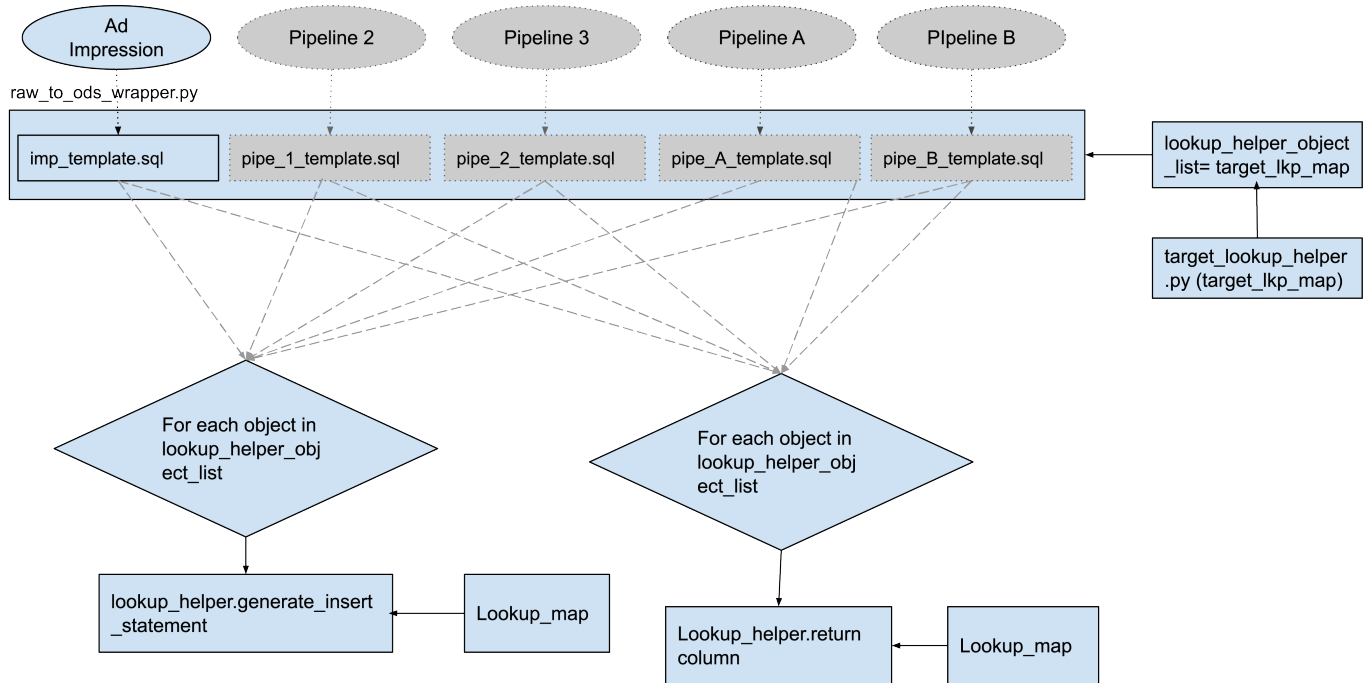 Ad
Impression
Pipeline 2
Pipeline 3
Pipeline A
PIpeline B
raw_to_ods_wrapper.py
imp_template.sql
pipe_1_template.sql
pipe_2_template.sql
pipe_A_template.sql
pipe_B_template.sql
lookup_helper_object
_list= target_lkp_map
target_lookup_helper
.py (target_lkp_map)
For each object in
lookup_helper_obj
ect_list
For each object in
lookup_helper_obj
ect_list
lookup_helper.generate_insert
_statement
Lookup_map
Lookup_helper.return
column
Lookup_map